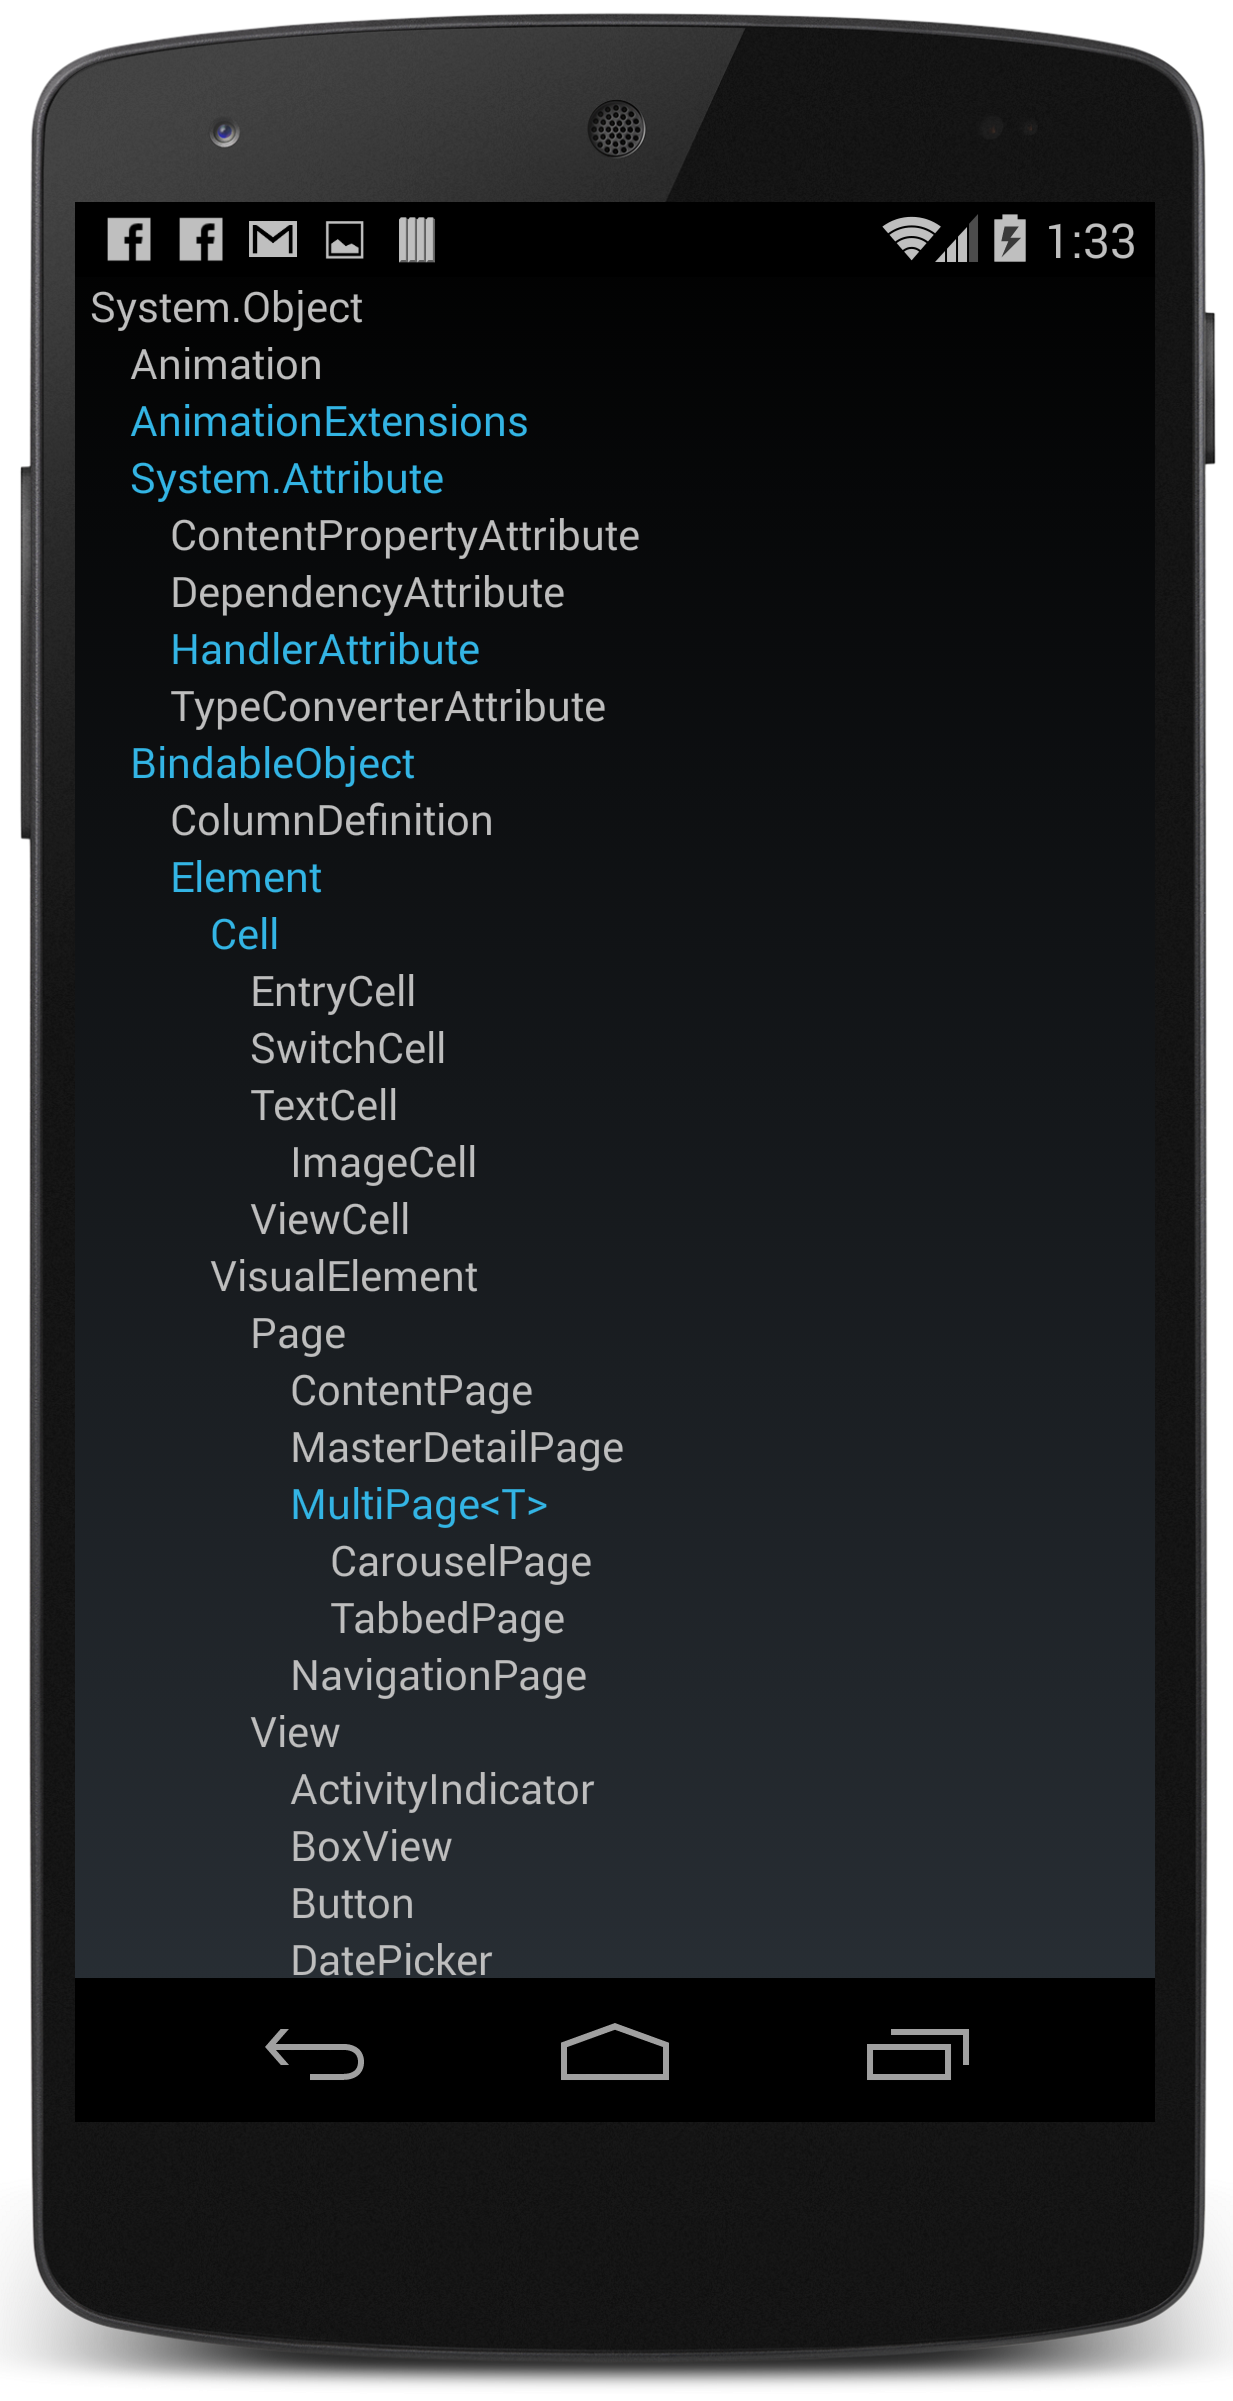 1:33
System.Object
Animation
AnimationExtensions
System.Attribute
ContentPropertyAttribute
DependencyAttribute
HandlerAttribute
TypeConverterAttribute
BindableObject
ColumnDefinition
Element
Cell
EntryCell
SwitchCell
TextCell
ImageCell
ViewCell
VisualElement
Page
ContentPage
MasterDetailPage
MultiPage<T>
CarouselPage
TabbedPage
NavigationPage
View
ActivityIndicator
BoxView
Button
DatePicker